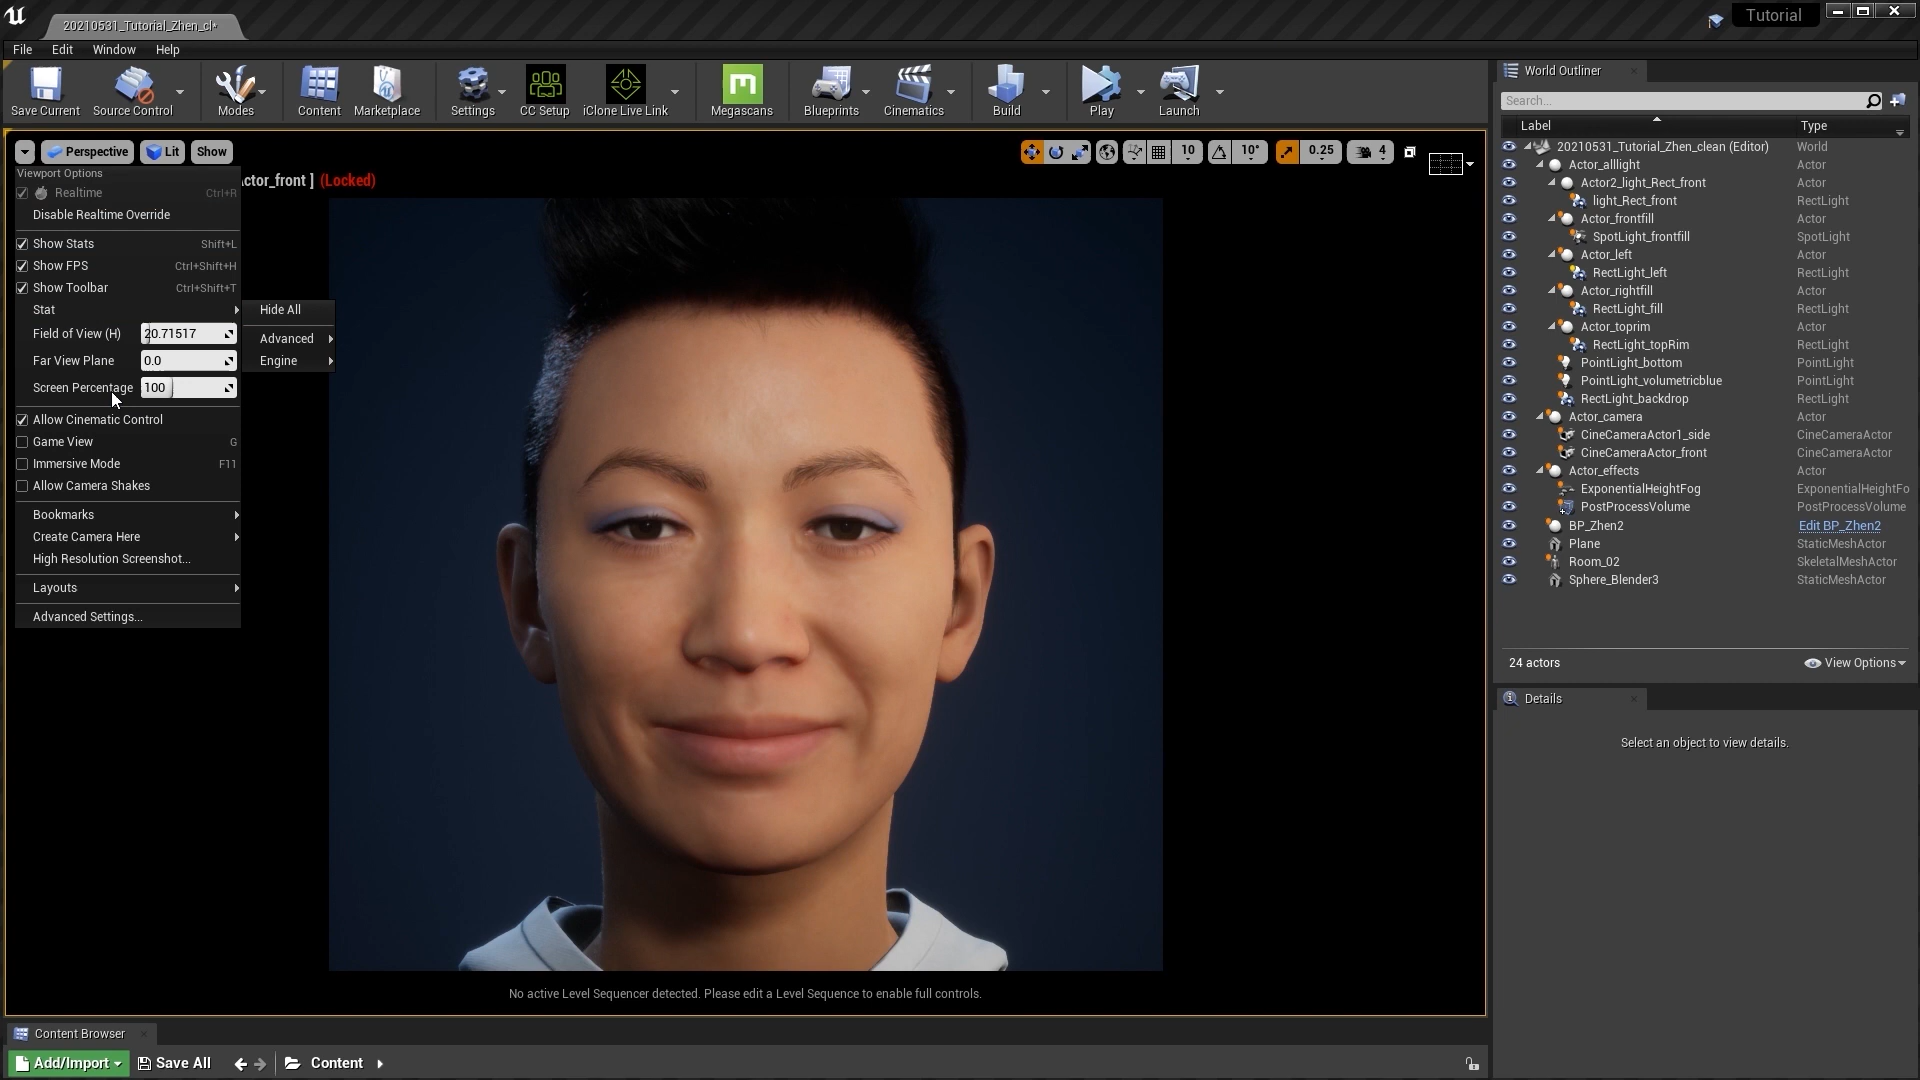 20210531_Tutorial_Zhen_cl*
Tutorial
File Edit Window Help
Save Current
Source Control
Modes
Content
Marketplace
Settings
CC Setup
iClone Live Link
Megascans
Blueprints
Cinematics
Build
Play
Launch
Perspective
Lit
Show
10
10°
0.25
4
ctor_front ] (Locked)
Viewport Options
Realtime Ctrl+R
Disable Realtime Override
Show Stats Shift+L
Show FPS Ctrl+Shift+H
Show Toolbar Ctrl+Shift+T
Stat
Field of View (H) 20.71517
Far View Plane 0.0
Screen Percentage 100
Allow Cinematic Control
Game View G
Immersive Mode F11
Allow Camera Shakes
Bookmarks
Create Camera Here
High Resolution Screenshot...
Layouts
Advanced Settings...
Hide All
Advanced
Engine
No active Level Sequencer detected. Please edit a Level Sequence to enable full controls.
World Outliner
Search...
Label Type
20210531_Tutorial_Zhen_clean (Editor) World
Actor_alllight Actor
Actor2_light_Rect_front Actor
light_Rect_front RectLight
Actor_frontfill Actor
SpotLight_frontfill SpotLight
Actor_left Actor
RectLight_left RectLight
Actor_rightfill Actor
RectLight_fill RectLight
Actor_toprim Actor
RectLight_topRim RectLight
PointLight_bottom PointLight
PointLight_volumetricblue PointLight
RectLight_backdrop RectLight
Actor_camera Actor
CineCameraActor1_side CineCameraActor
CineCameraActor_front CineCameraActor
Actor_effects Actor
ExponentialHeightFog ExponentialHeightFo
PostProcessVolume PostProcessVolume
BP_Zhen2 Edit BP_Zhen2
Plane StaticMeshActor
Room_02 SkeletalMeshActor
Sphere_Blender3 StaticMeshActor
24 actors
View Options
Details
Select an object to view details.
Content Browser
Add/Import
Save All
Content